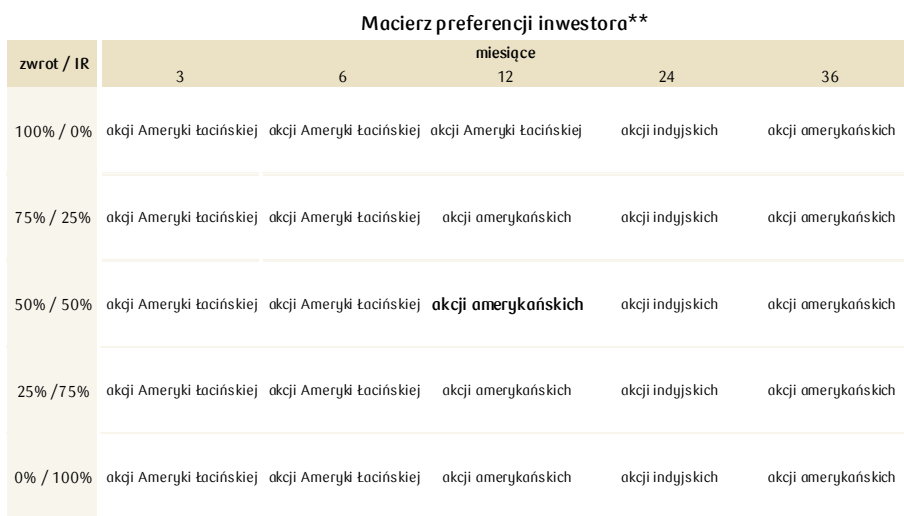 Macierz preferencji inwestora**
zwrot / IR
miesiące
3 6 12 24 36
100% / 0% akcji Ameryki Łacińskiej akcji Ameryki Łacińskiej akcji Ameryki Łacińskiej akcji indyjskich akcji amerykańskich
75% / 25% akcji Ameryki Łacińskiej akcji Ameryki Łacińskiej akcji amerykańskich akcji indyjskich akcji amerykańskich
50% / 50% akcji Ameryki Łacińskiej akcji Ameryki Łacińskiej akcji amerykańskich akcji indyjskich akcji amerykańskich
25% /75% akcji Ameryki Łacińskiej akcji Ameryki Łacińskiej akcji amerykańskich akcji indyjskich akcji amerykańskich
0% / 100% akcji Ameryki Łacińskiej akcji Ameryki Łacińskiej akcji amerykańskich akcji indyjskich akcji amerykańskich